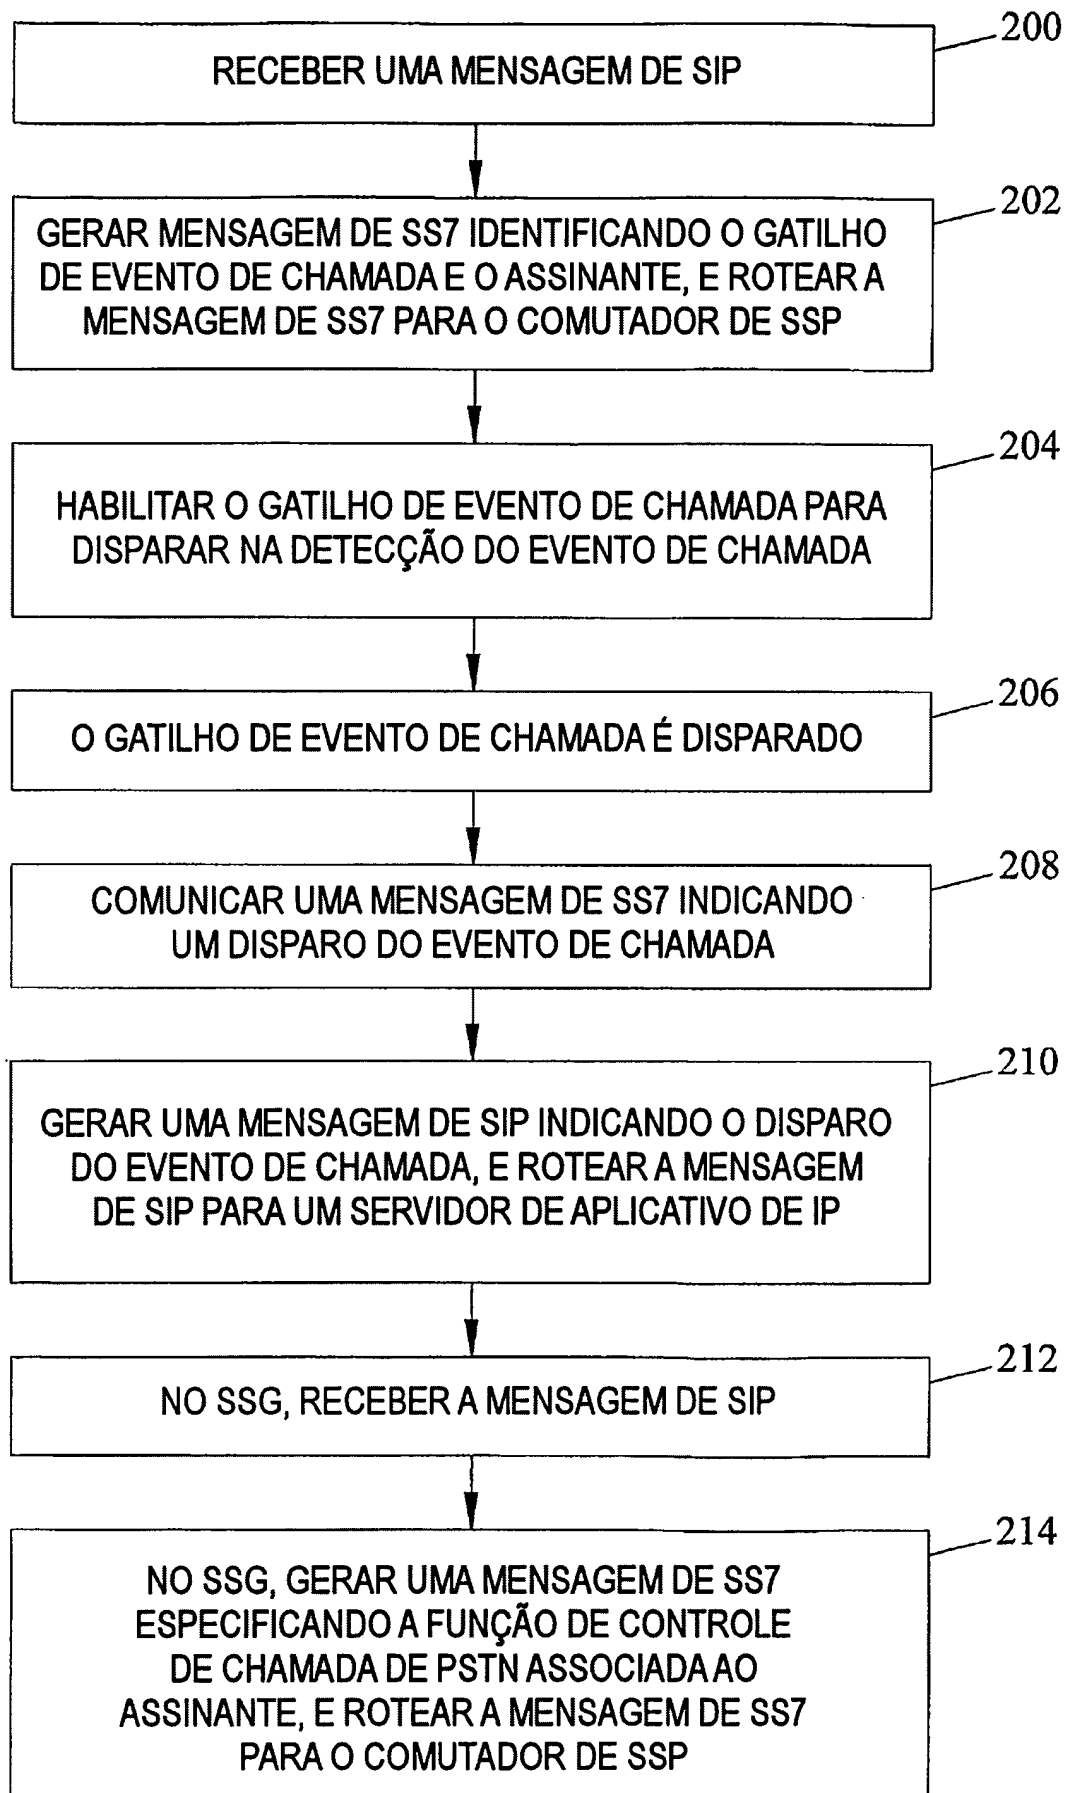 200
RECEBER UMA MENSAGEM DE SIP
202
GERAR MENSAGEM DE SS7 IDENTIFICANDO O GATILHO
DE EVENTO DE CHAMADA E O ASSINANTE, E ROTEAR A
MENSAGEM DE SS7 PARA O COMUTADOR DE SSP
204
HABILITAR O GATILHO DE EVENTO DE CHAMADA PARA
DISPARAR NA DETECÇÃO DO EVENTO DE CHAMADA
206
O GATILHO DE EVENTO DE CHAMADA É DISPARADO
208
COMUNICAR UMA MENSAGEM DE SS7 INDICANDO
UM DISPARO DO EVENTO DE CHAMADA
210
GERAR UMA MENSAGEM DE SIP INDICANDO O DISPARO
DO EVENTO DE CHAMADA, E ROTEAR A MENSAGEM
DE SIP PARA UM SERVIDOR DE APLICATIVO DE IP
212
NO SSG, RECEBER A MENSAGEM DE SIP
214
NO SSG, GERAR UMA MENSAGEM DE SS7
ESPECIFICANDO A FUNÇÃO DE CONTROLE
DE CHAMADA DE PSTN ASSOCIADA AO
ASSINANTE, E ROTEAR A MENSAGEM DE SS7
PARA O COMUTADOR DE SSP